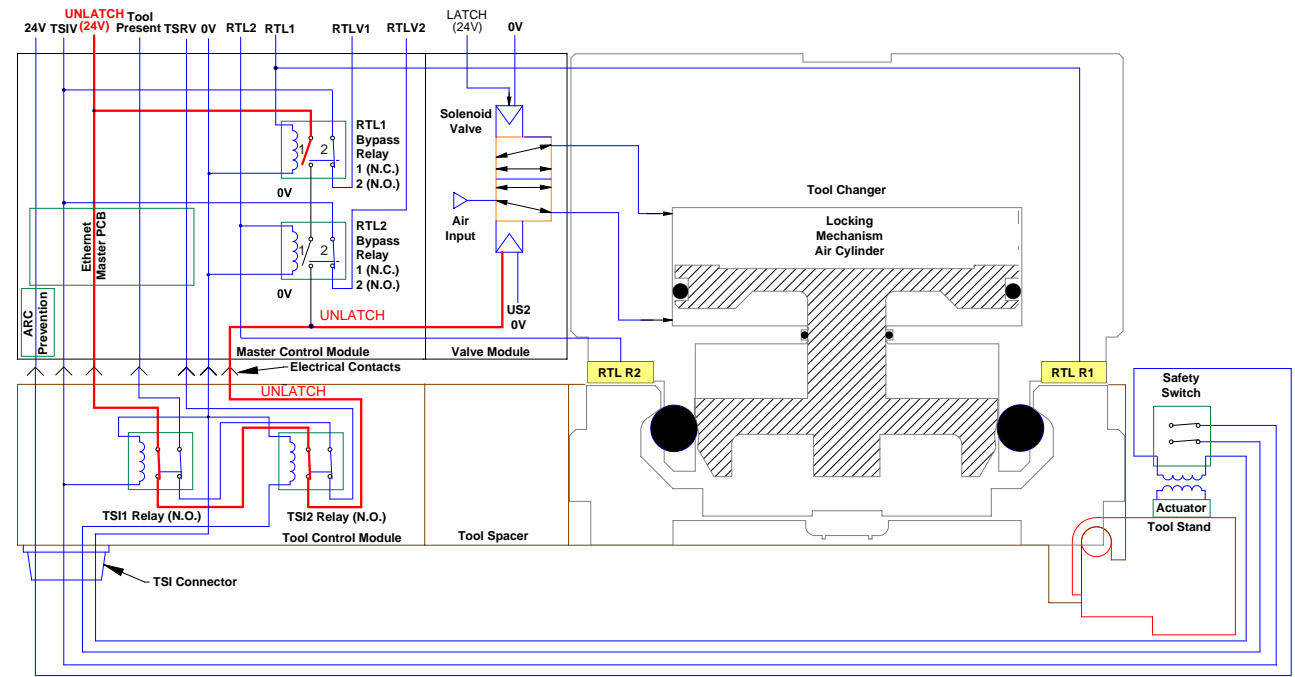 UNLATCH
24V TSIV (24V) Tool Present TSRV 0V RTL2 RTL1 RTLV1 RTLV2
LATCH
(24V)
0V
Solenoid
Valve
RTL1
Bypass
Relay
1 (N.C.)
2 (N.O.)
1 2
0V
Tool Changer
Locking
Mechanism
Air Cylinder
Air
Input
Ethernet
Master PCB
RTL2
Bypass
Relay
1 (N.C.)
2 (N.O.)
1 2
0V
ARC
Prevention
UNLATCH
US2
0V
Master Control Module
Valve Module
Electrical Contacts
RTL R2
RTL R1
UNLATCH
Safety
Switch
Actuator
Tool Stand
TSI1 Relay (N.O.)
TSI2 Relay (N.O.)
Tool Control Module
Tool Spacer
TSI Connector